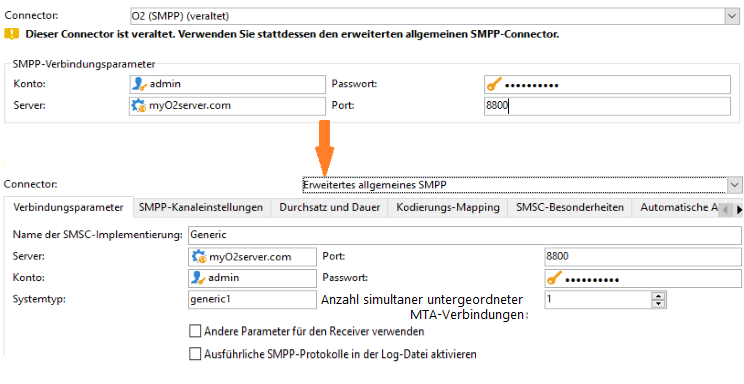 Connector: O2 (SMPP) (veraltet)
Dieser Connector ist veraltet. Verwenden Sie stattdessen den erweiterten allgemeinen SMPP-Connector.
SMPP-Verbindungsparameter
Konto: admin Passwort: ••••••••••
Server: myO2server.com Port: 8800
Connector: Erweitertes allgemeines SMPP
Verbindungsparameter SMPP-Kanaleinstellungen Durchsatz und Dauer Kodierungs-Mapping SMSC-Besonderheiten Automatische A
Name der SMSC-Implementierung: Generic
Server: myO2server.com Port: 8800
Konto: admin Passwort: ••••••••••
Systemtyp: generic1 Anzahl simultaner untergeordneter 1
MTA-Verbindungen:
Andere Parameter für den Receiver verwenden
Ausführliche SMPP-Protokolle in der Log-Datei aktivieren